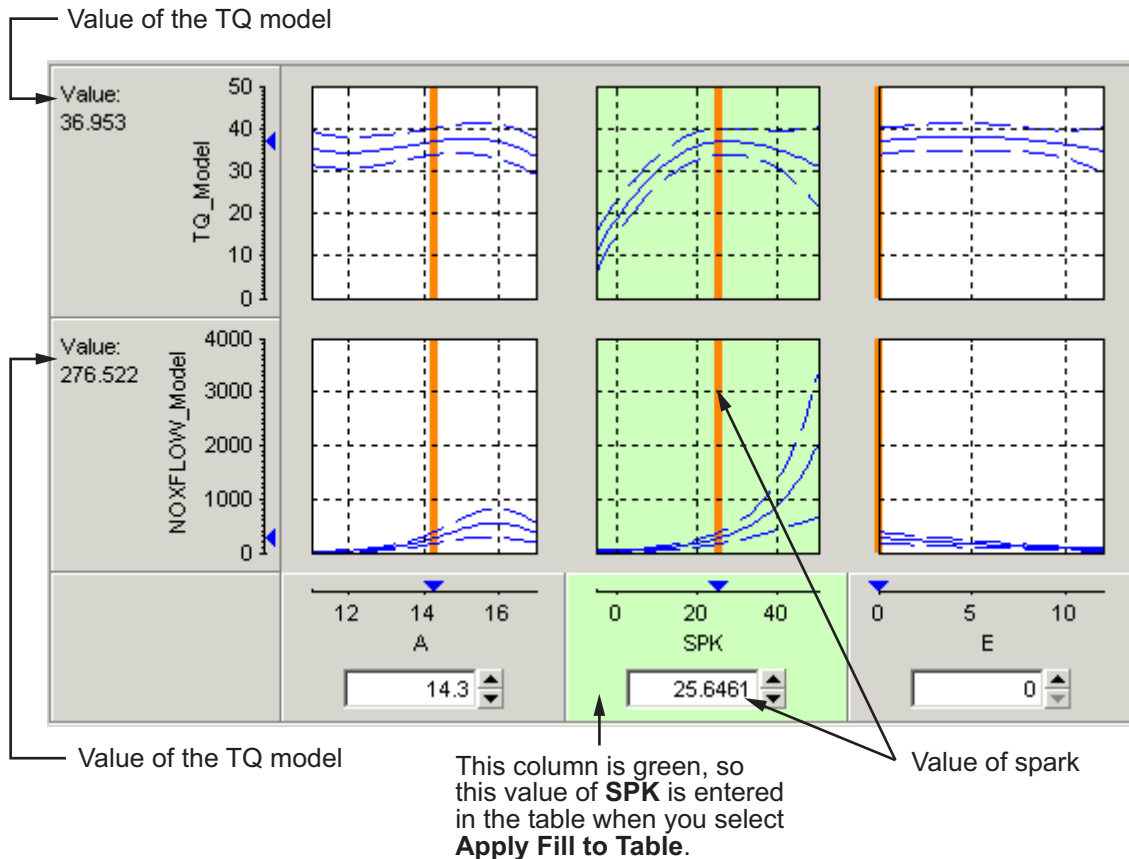 Value of the TQ model
Value:
36.953
TQ_Model
50
40
30
20
10
0
Value:
276.522
NOXFLOW_Model
4000
3000
2000
1000
0
12 14 16
A
14.3
0 20 40
SPK
25.6461
0 5 10
E
0
Value of the TQ model
This column is green, so
this value of SPK is entered
in the table when you select
Apply Fill to Table.
Value of spark